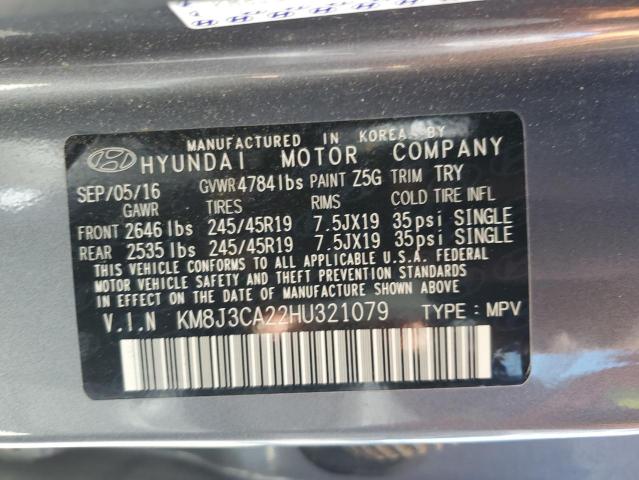 MANUFACTURED IN KOREA BY
HYUNDAI MOTOR COMPANY
SEP/05/16 GVWR 4784 lbs PAINT Z5G TRIM TRY
GAWR TIRES RIMS COLD TIRE INFL
FRONT 2646 lbs 245/45R19 7.5JX19 35psi SINGLE
REAR 2535 lbs 245/45R19 7.5JX19 35psi SINGLE
THIS VEHICLE CONFORMS TO ALL APPLICABLE U.S.A. FEDERAL
MOTOR VEHICLE SAFETY AND THEFT PREVENTION STANDARDS
IN EFFECT ON THE DATE OF MANUFACTURE SHOWN ABOVE.
V.I.N KM8J3CA22HU321079 TYPE : MPV